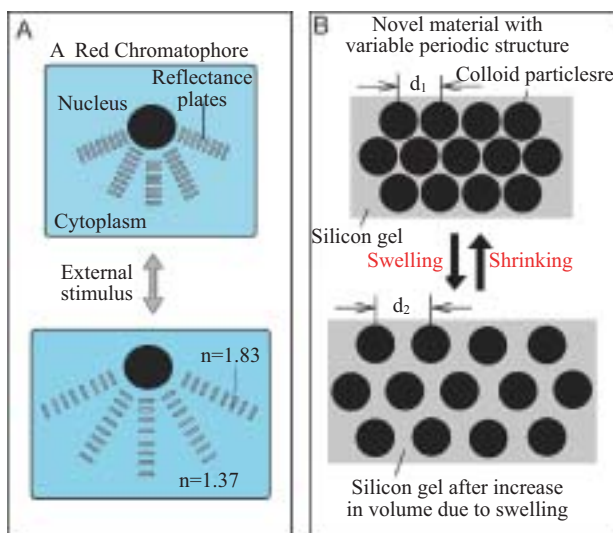 A
A Red Chromatophore
Reflectance
plates
Nucleus
Cytoplasm
External
stimulus
n=1.83
n=1.37
B
Novel material with
variable periodic structure
d₁
Colloid particlesre
Silicon gel
Swelling
Shrinking
d₂
Silicon gel after increase
in volume due to swelling